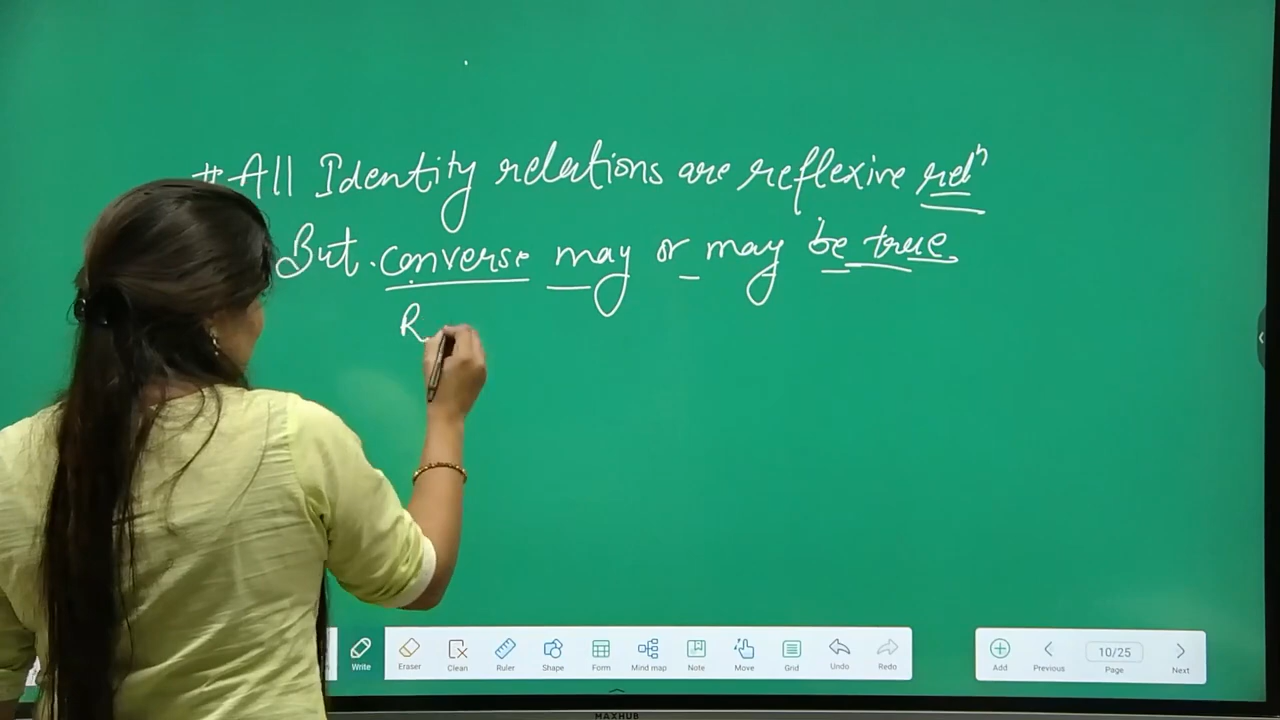 # All Identity relations are reflexive relⁿ
But converse may or may be true.
R
Write
Eraser
Clean
Ruler
Shape
Form
Mind map
Note
Move
Grid
Undo
Redo
Add
Previous
10/25
Page
Next
MAXHUB